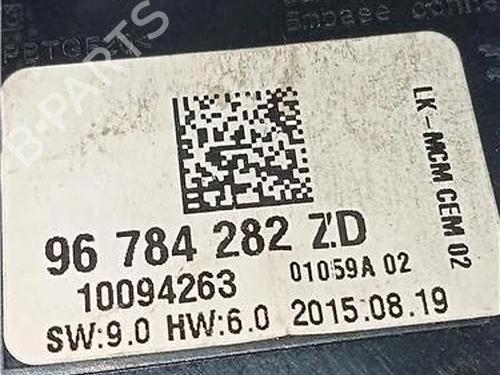 Embase
LK-MCM CEM 02
96 784 282 ZD
10094263
01059A 02
SW:9.0 HW:6.0 2015.08.19
B-PARTS